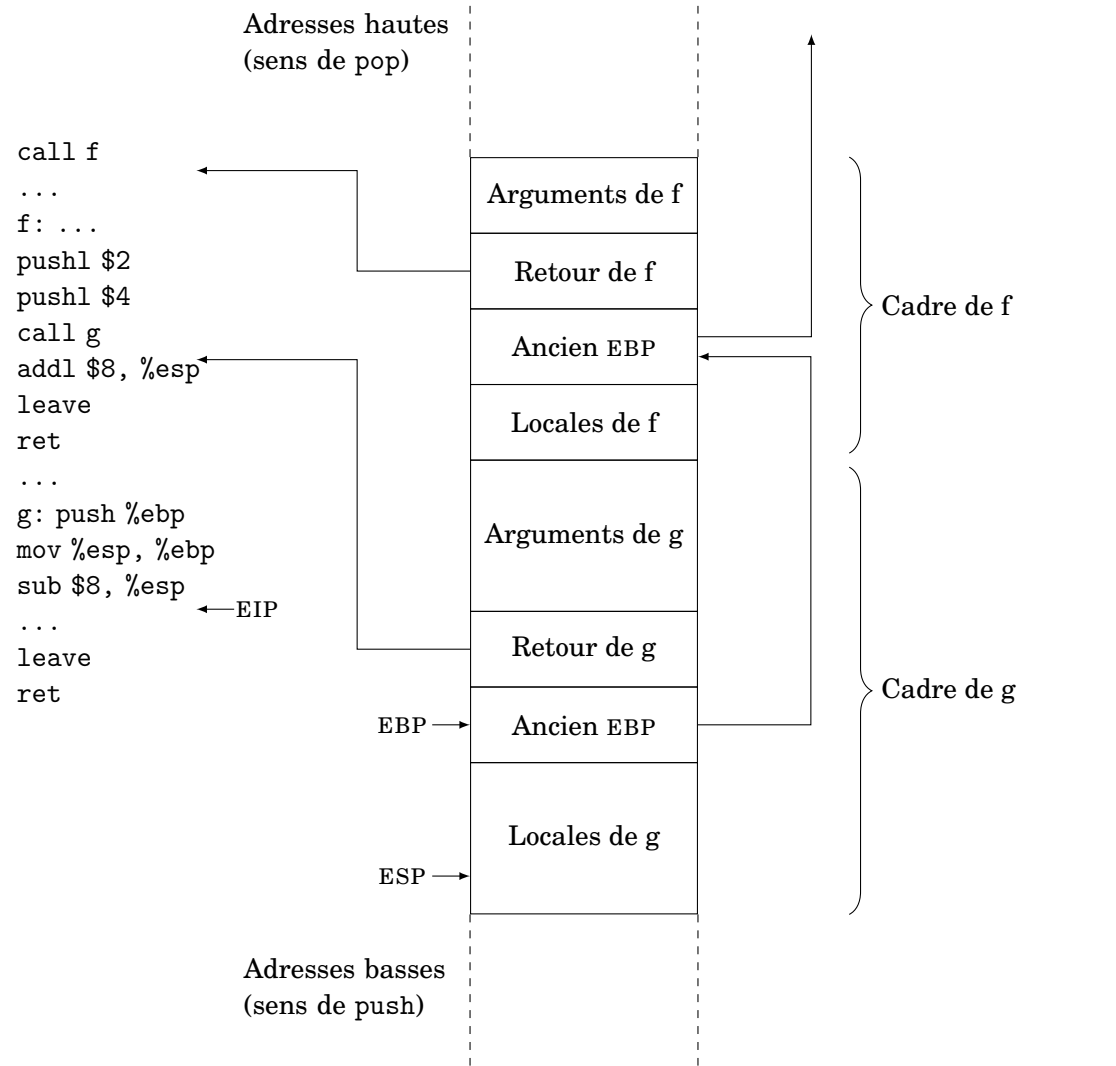 Adresses hautes
(sens de pop)
call f
...
f: ...
pushl $2
pushl $4
call g
addl $8, %esp
leave
ret
...
g: push %ebp
mov %esp, %ebp
sub $8, %esp
...
leave
ret
EIP
Arguments de f
Retour de f
Ancien EBP
Locales de f
Arguments de g
Retour de g
EBP
Ancien EBP
Locales de g
ESP
Cadre de f
Cadre de g
Adresses basses
(sens de push)